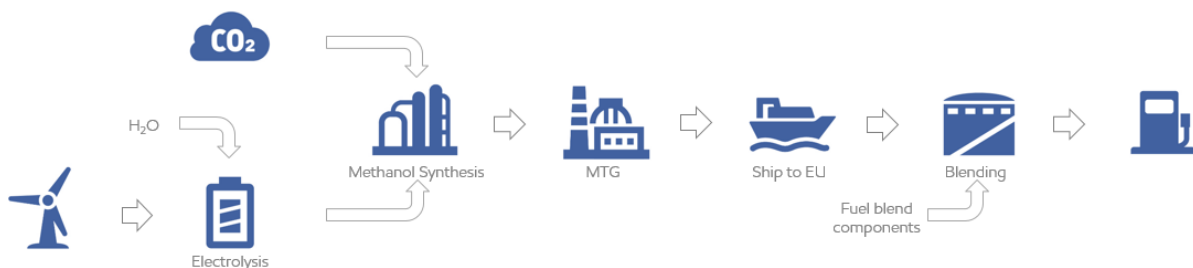 CO₂
H₂O
Methanol Synthesis
MTG
Ship to EU
Blending
Fuel blend
components
Electrolysis